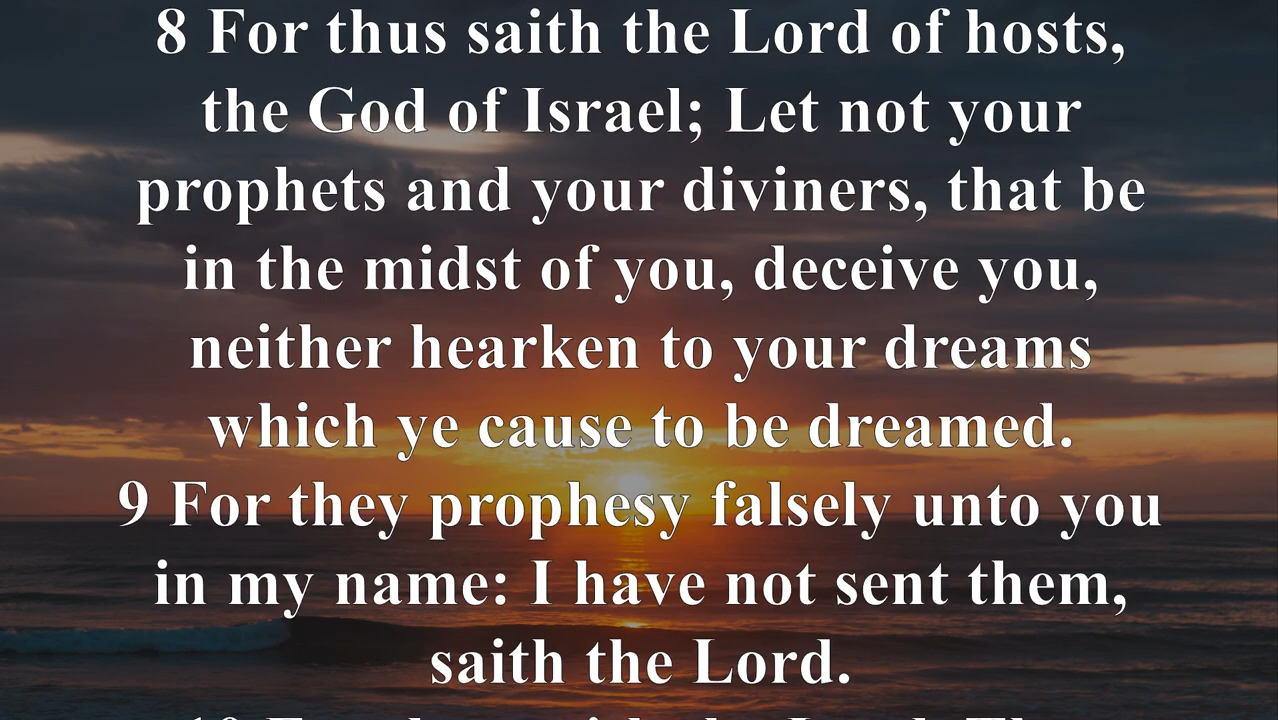 8 For thus saith the Lord of hosts,
the God of Israel; Let not your
prophets and your diviners, that be
in the midst of you, deceive you,
neither hearken to your dreams
which ye cause to be dreamed.
9 For they prophesy falsely unto you
in my name: I have not sent them,
saith the Lord.